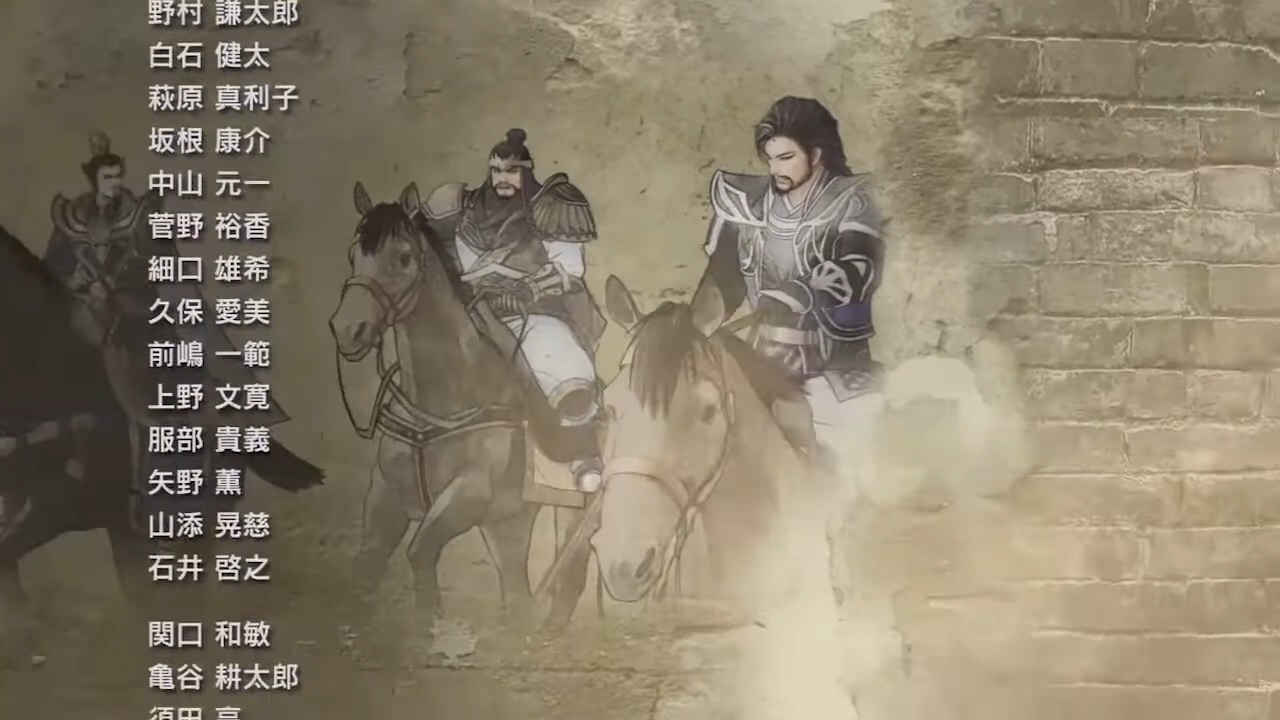 野村 謙太郎
白石 健太
萩原 真利子
坂根 康介
中山 元一
菅野 裕香
細口 雄希
久保 愛美
前嶋 一範
上野 文寛
服部 貴義
矢野 薫
山添 晃慈
石井 啓之
関口 和敏
亀谷 耕太郎
須田